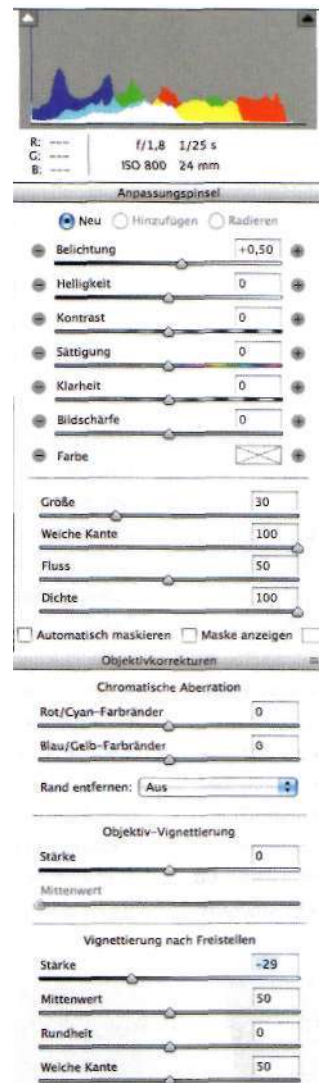 R: --- f/1,8 1/25 s
G: ---
B: --- ISO 800 24 mm
Anpassungspinsel
Neu Hinzufügen Radieren
Belichtung +0,50
Helligkeit 0
Kontrast 0
Sättigung 0
Klarheit 0
Bildschärfe 0
Farbe
Größe 30
Weiche Kante 100
Fluss 50
Dichte 100
Automatisch maskieren Maske anzeigen
Objektivkorrekturen
Chromatische Aberration
Rot/Cyan-Farbränder 0
Blau/Gelb-Farbränder 0
Rand entfernen: Aus
Objektiv-Vignettierung
Stärke 0
Mittenwert
Vignettierung nach Freistellen
Stärke -29
Mittenwert 50
Rundheit 0
Weiche Kante 50